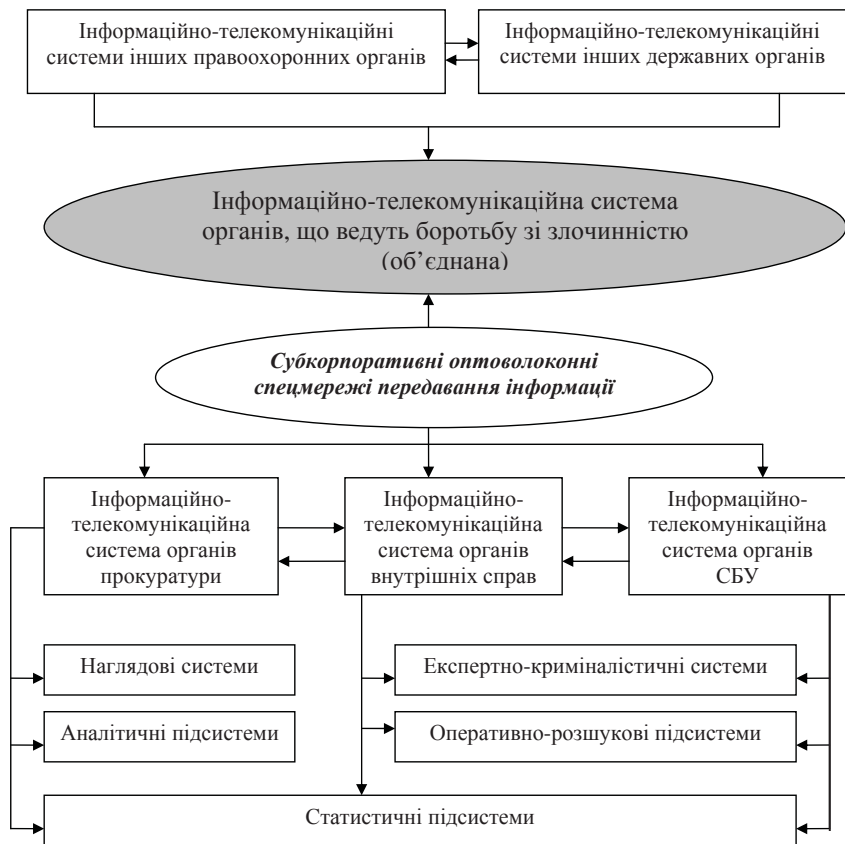 Інформаційно-телекомунікаційні
системи інших правоохоронних органів
Інформаційно-телекомунікаційні
системи інших державних органів
Інформаційно-телекомунікаційна система
органів, що ведуть боротьбу зі злочинністю
(об’єднана)
Субкорпоративні оптоволоконні
спецмережі передавання інформації
Інформаційно-
телекомунікаційна
система органів
прокуратури
Інформаційно-
телекомунікаційна
система органів
внутрішніх справ
Інформаційно-
телекомунікаційна
система органів
СБУ
Наглядові системи
Експертно-криміналістичні системи
Аналітичні підсистеми
Оперативно-розшукові підсистеми
Статистичні підсистеми